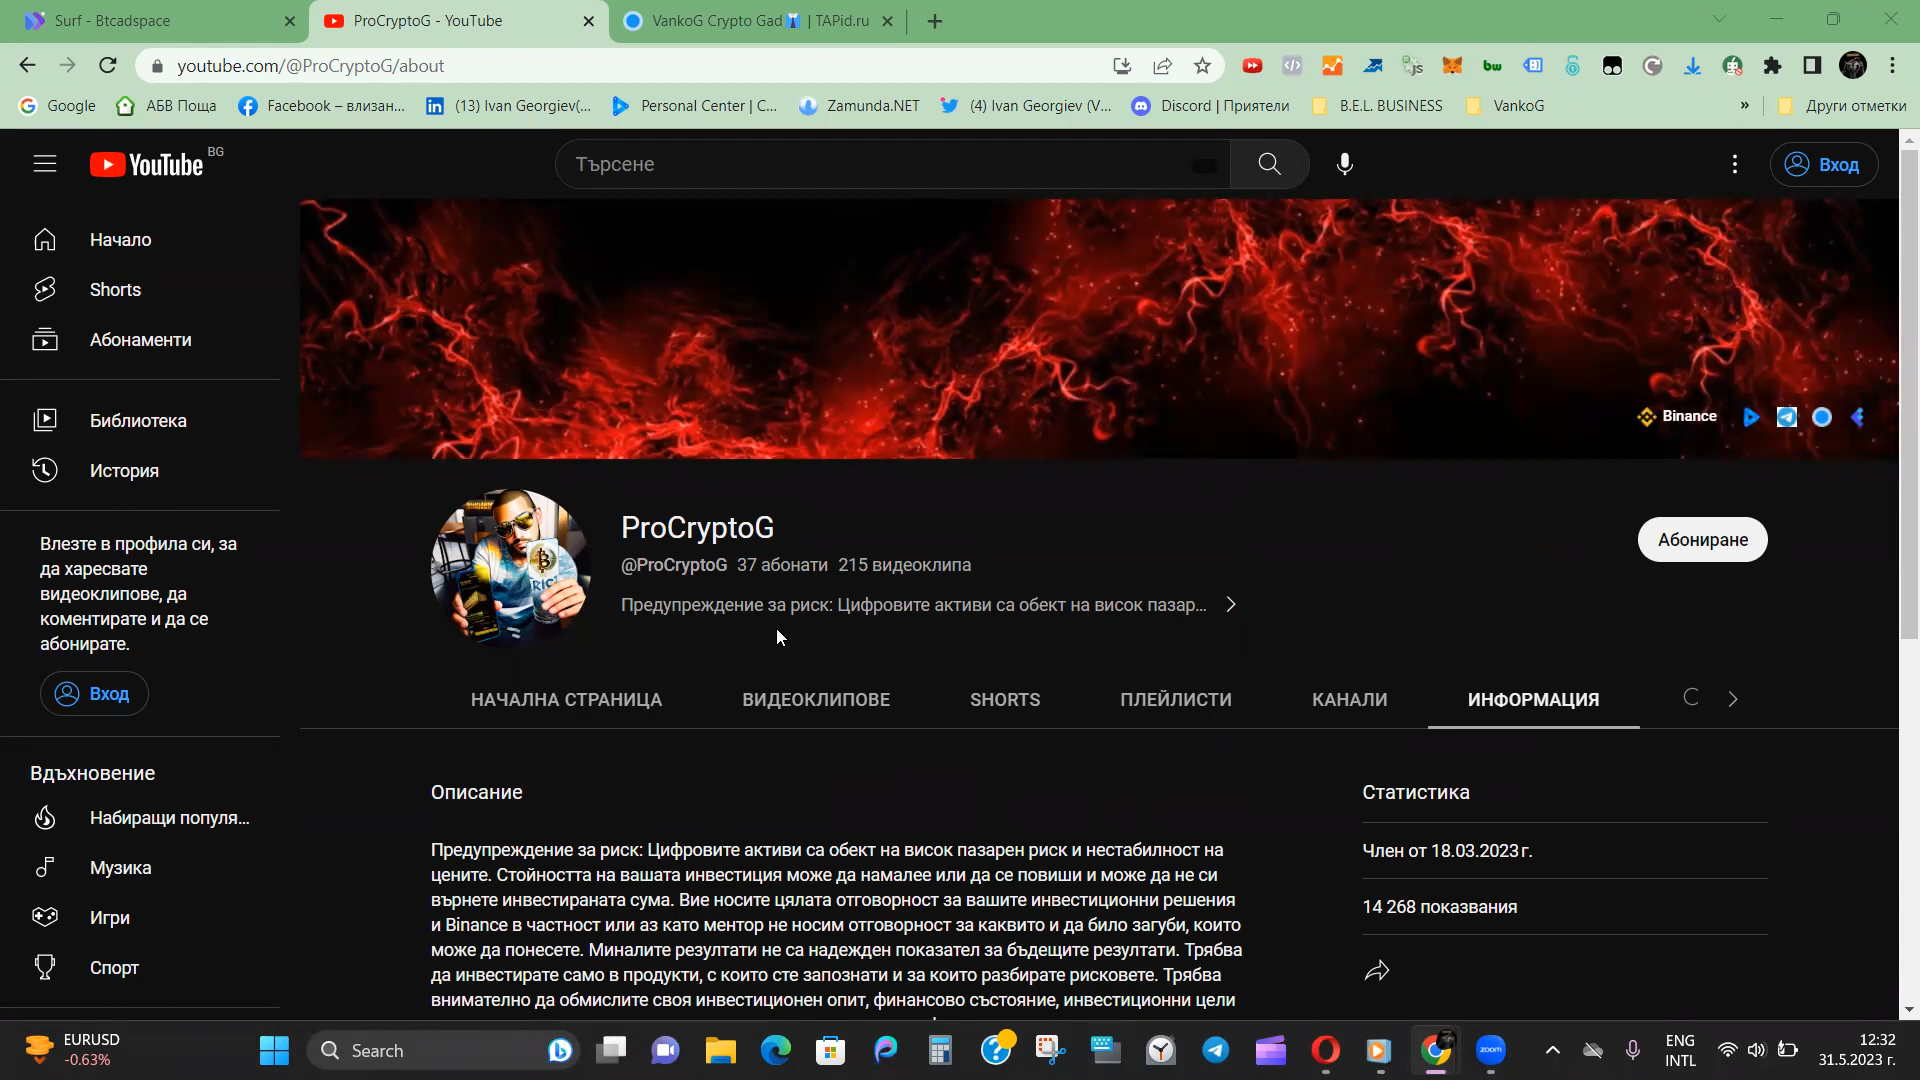 Surf - Btcadspace
ProCryptoG - YouTube
VankoG Crypto Gad | TAPid.ru
youtube.com/@ProCryptoG/about
Google
АБВ Поща
Facebook – влизан...
(13) Ivan Georgiev(...
Personal Center | C...
Zamunda.NET
(4) Ivan Georgiev (V...
Discord | Приятели
B.E.L. BUSINESS
VankoG
»
Други отметки
YouTube BG
Търсене
Вход
Начало
Shorts
Абонаменти
Библиотека
История
Влезте в профила си, за
да харесвате
видеоклипове, да
коментирате и да се
абонирате.
Вход
Вдъхновение
Набиращи популя...
Музика
Игри
Спорт
Binance
ProCryptoG
@ProCryptoG 37 абонати 215 видеоклипа
Предупреждение за риск: Цифровите активи са обект на висок пазар...
Абониране
НАЧАЛНА СТРАНИЦА
ВИДЕОКЛИПОВЕ
SHORTS
ПЛЕЙЛИСТИ
КАНАЛИ
ИНФОРМАЦИЯ
Описание
Предупреждение за риск: Цифровите активи са обект на висок пазарен риск и нестабилност на
цените. Стойността на вашата инвестиция може да намалее или да се повиши и може да не си
върнете инвестираната сума. Вие носите цялата отговорност за вашите инвестиционни решения
и Binance в частност или аз като ментор не носим отговорност за каквито и да било загуби, които
може да понесете. Миналите резултати не са надежден показател за бъдещите резултати. Трябва
да инвестирате само в продукти, с които сте запознати и за които разбирате рисковете. Трябва
внимателно да обмислите своя инвестиционен опит, финансово състояние, инвестиционни цели
Статистика
Член от 18.03.2023 г.
14 268 показвания
EURUSD
-0.63%
Search
zoom
ENG
INTL
12:32
31.5.2023 г.